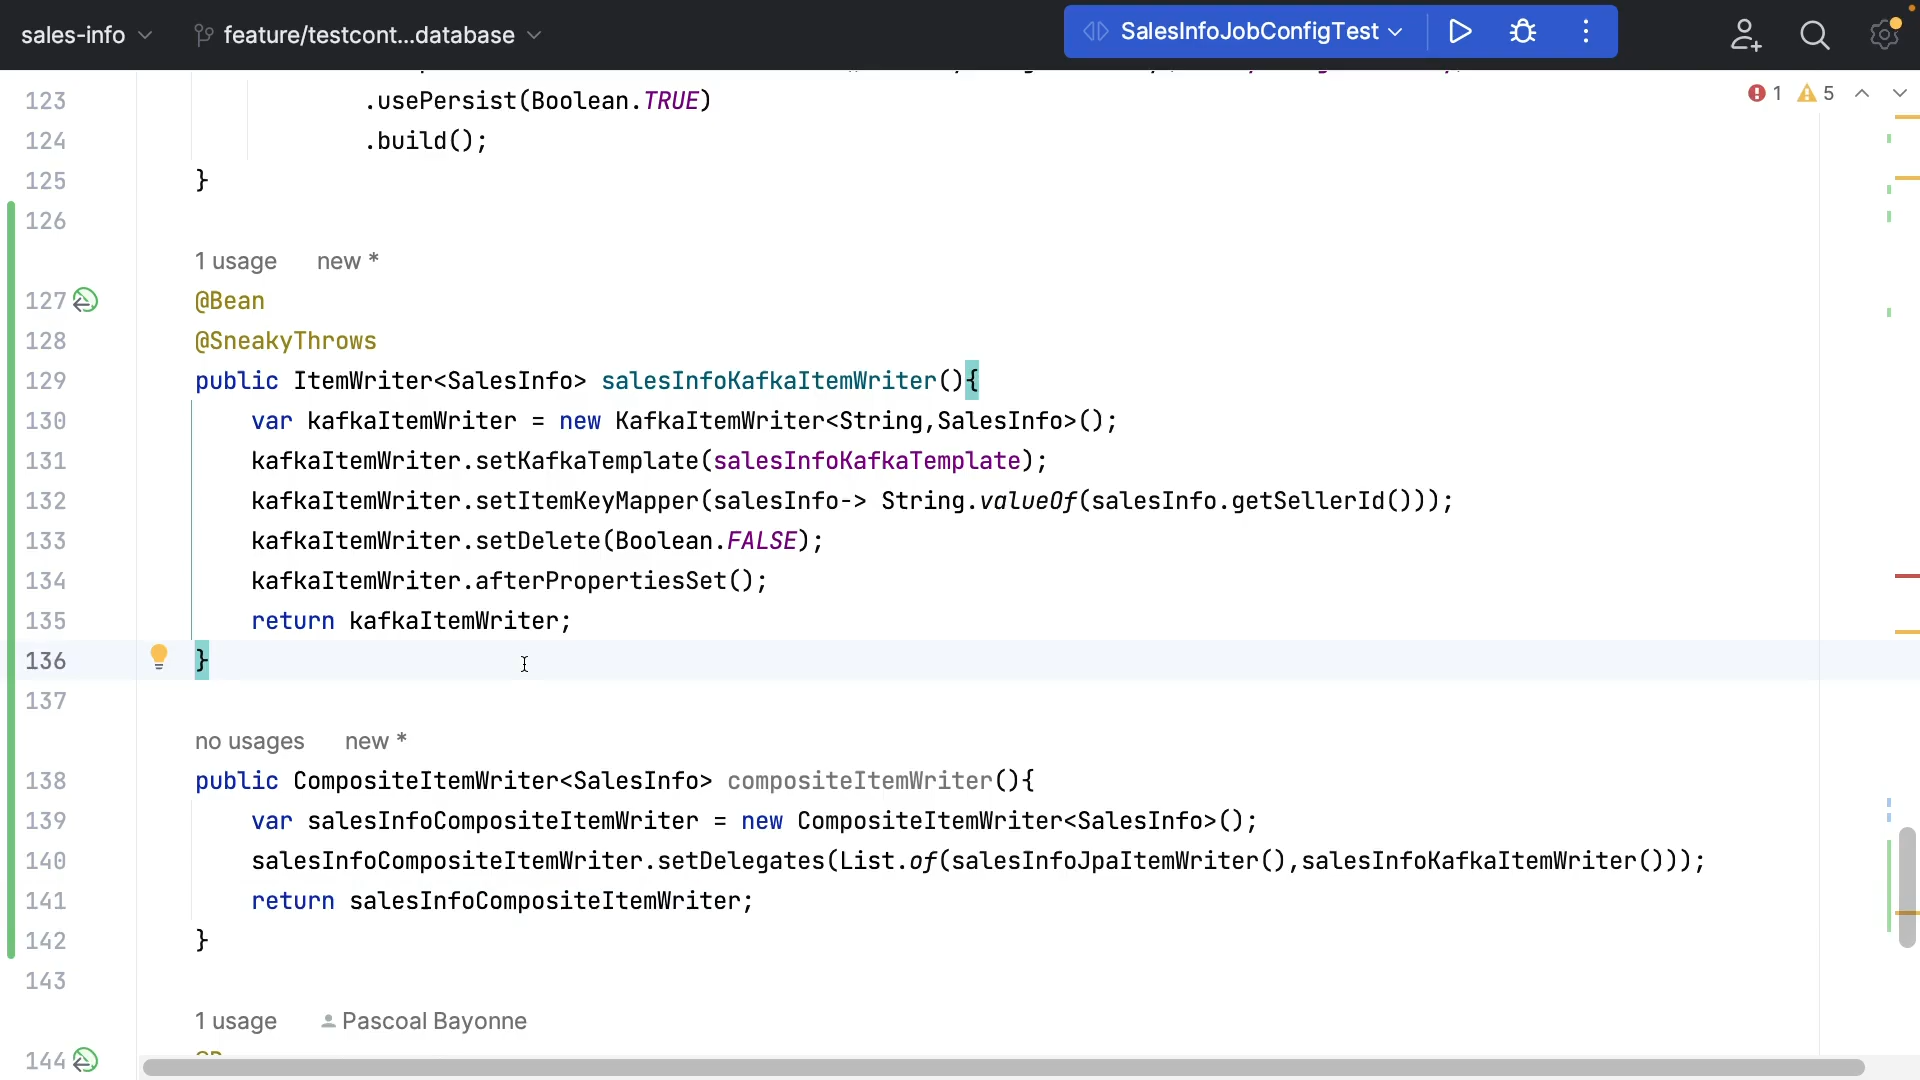 sales-info feature/testcont...database SalesInfoJobConfigTest
123 .usePersist(Boolean.TRUE)
1 5
124 .build();
125 }
126
1 usage new *
127 @Bean
128 @SneakyThrows
129 public ItemWriter<SalesInfo> salesInfoKafkaItemWriter(){
130 var kafkaItemWriter = new KafkaItemWriter<String,SalesInfo>();
131 kafkaItemWriter.setKafkaTemplate(salesInfoKafkaTemplate);
132 kafkaItemWriter.setItemKeyMapper(salesInfo-> String.valueOf(salesInfo.getSellerId()));
133 kafkaItemWriter.setDelete(Boolean.FALSE);
134 kafkaItemWriter.afterPropertiesSet();
135 return kafkaItemWriter;
136 }
137
no usages new *
138 public CompositeItemWriter<SalesInfo> compositeItemWriter(){
139 var salesInfoCompositeItemWriter = new CompositeItemWriter<SalesInfo>();
140 salesInfoCompositeItemWriter.setDelegates(List.of(salesInfoJpaItemWriter(),salesInfoKafkaItemWriter()));
141 return salesInfoCompositeItemWriter;
142 }
143
1 usage Pascoal Bayonne
144